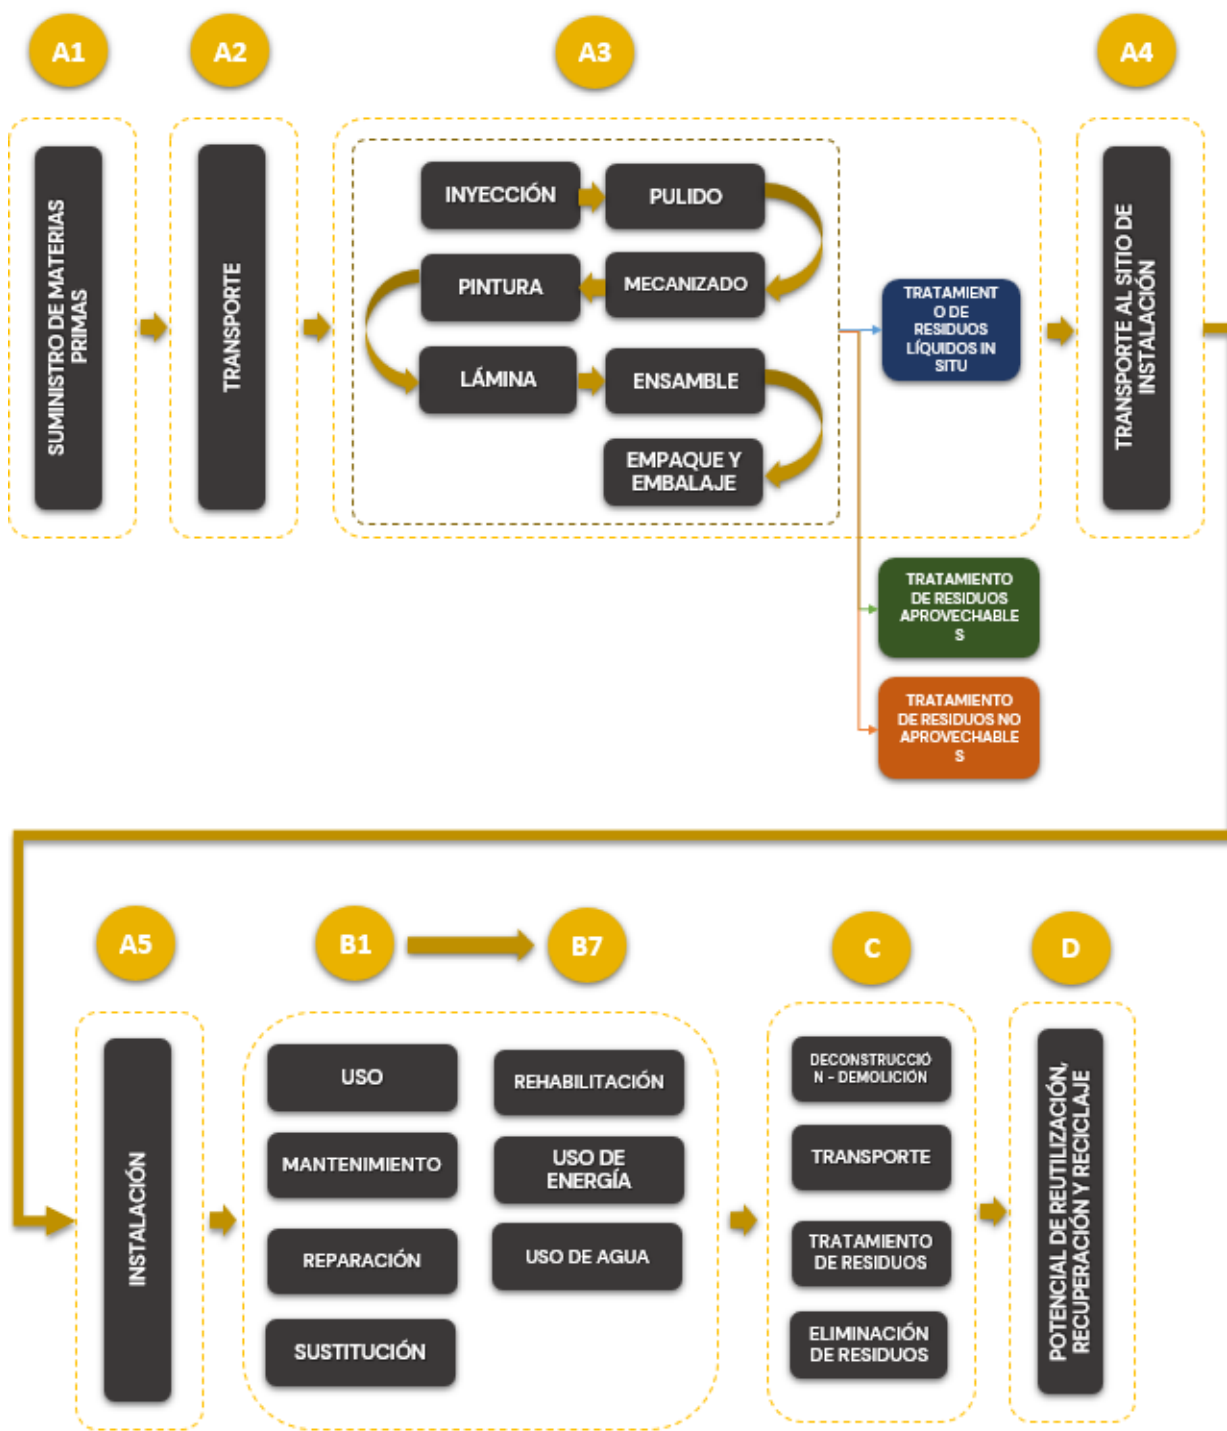 A1
A2
A3
A4
SUMINISTRO DE MATERIAS
PRIMAS
TRANSPORTE
INYECCIÓN
PULIDO
PINTURA
MECANIZADO
LÁMINA
ENSAMBLE
EMPAQUE Y
EMBALAJE
TRATAMIENT
O DE
RESIDUOS
LÍQUIDOS IN
SITU
TRANSPORTE AL SITIO DE
INSTALACIÓN
TRATAMIENTO
DE RESIDUOS
APROVECHABLE
S
TRATAMIENTO
DE RESIDUOS NO
APROVECHABLE
S
A5
B1
B7
C
D
INSTALACIÓN
USO
MANTENIMIENTO
REPARACIÓN
SUSTITUCIÓN
REHABILITACIÓN
USO DE
ENERGÍA
USO DE AGUA
DECONSTRUCCIÓ
N - DEMOLICIÓN
TRANSPORTE
TRATAMIENTO
DE RESIDUOS
ELIMINACIÓN
DE RESIDUOS
POTENCIAL DE REUTILIZACIÓN,
RECUPERACIÓN Y RECICLAJE